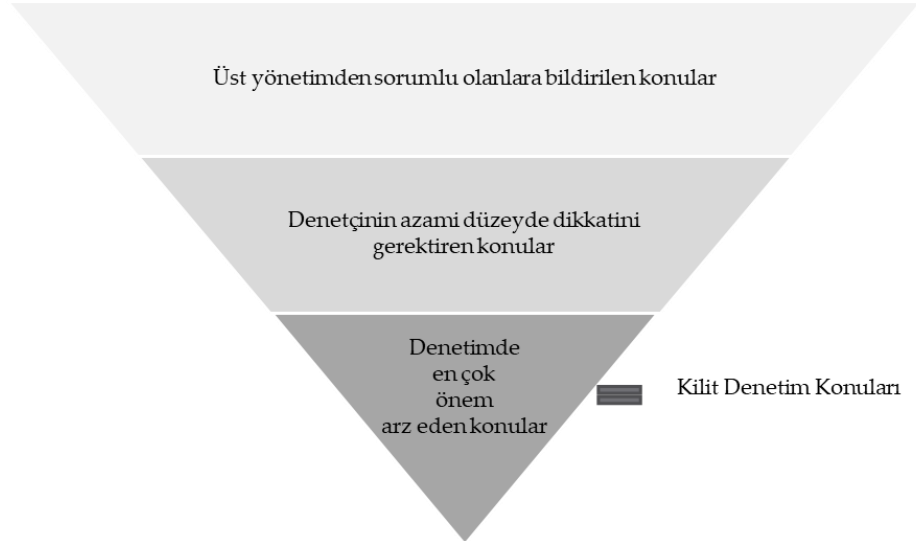 Üst yönetimden sorumlu olanlara bildirilen konular
Denetçinin azami düzeyde dikkatini
gerektiren konular
Denetimde
en çok
önem
arz eden konular
Kilit Denetim Konuları